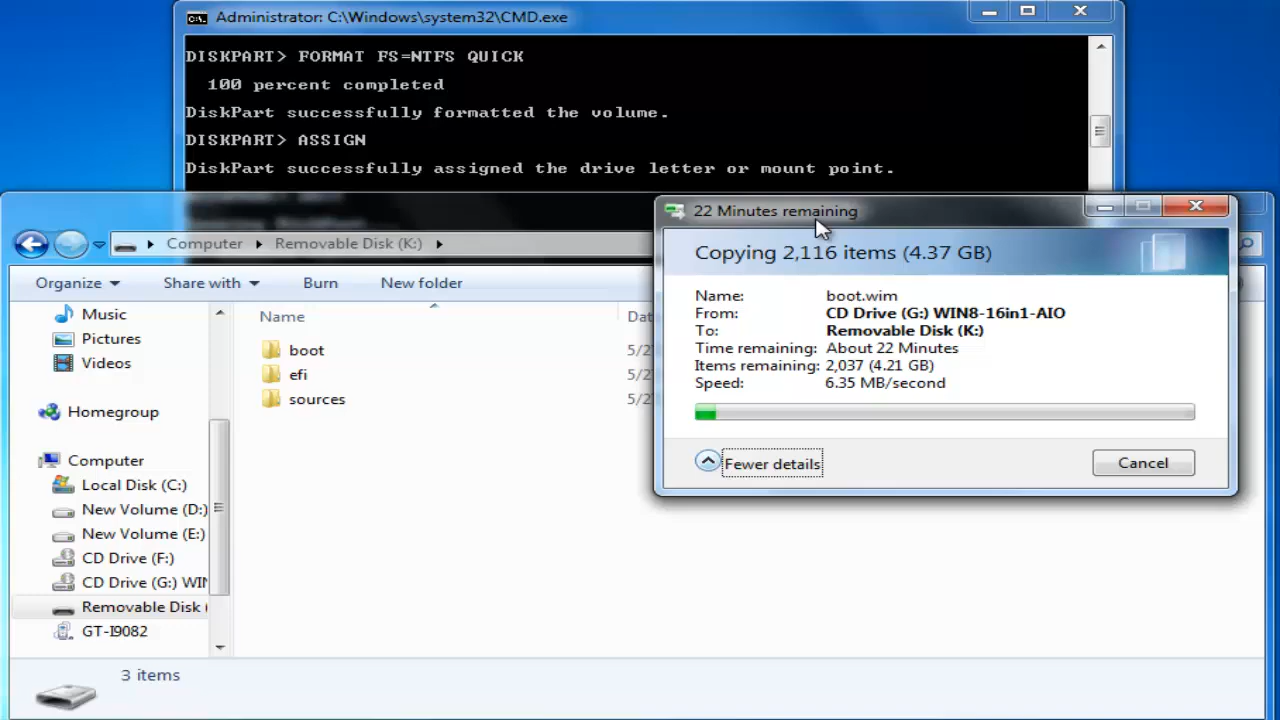 Administrator: C:\Windows\system32\CMD.exe
DISKPART> FORMAT FS=NTFS QUICK
100 percent completed
DiskPart successfully formatted the volume.
DISKPART> ASSIGN
DiskPart successfully assigned the drive letter or mount point.
22 Minutes remaining
Computer Removable Disk (K:)
Copying 2,116 items (4.37 GB)
Organize Share with Burn New folder
Name: boot.wim
From: CD Drive (G:) WIN8-16in1-AIO
To: Removable Disk (K:)
Time remaining: About 22 Minutes
Items remaining: 2,037 (4.21 GB)
Speed: 6.35 MB/second
Fewer details
Cancel
Music
Pictures
Videos
Homegroup
Computer
Local Disk (C:)
New Volume (D:)
New Volume (E:)
CD Drive (F:)
CD Drive (G:) WIN
Removable Disk (
GT-I9082
Name Dat
boot 5/2
efi 5/2
sources 5/2
3 items